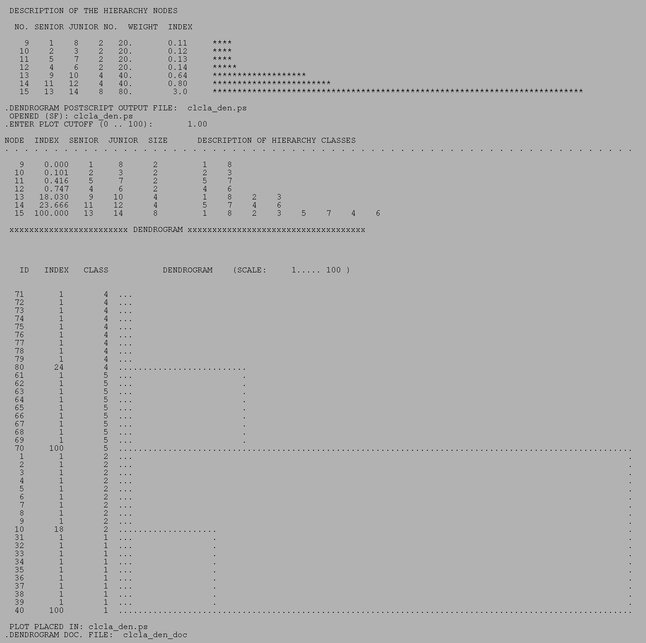 DESCRIPTION OF THE HIERARCHY NODES
NO. SENIOR JUNIOR NO. WEIGHT INDEX
9 1 8 2 20. 0.11 ****
10 2 3 2 20. 0.12 ****
11 5 7 2 20. 0.13 ****
12 4 6 2 20. 0.14 *****
13 9 10 4 40. 0.64 *******************
14 11 12 4 40. 0.80 ************************
15 13 14 8 80. 3.0 ***************************************************************************
.DENDROGRAM POSTSCRIPT OUTPUT FILE: clcla_den.ps
OPENED (SF): clcla_den.ps
.ENTER PLOT CUTOFF (0 .. 100): 1.00
NODE INDEX SENIOR JUNIOR SIZE DESCRIPTION OF HIERARCHY CLASSES
9 0.000 1 8 2 1 8
10 0.101 2 3 2 2 3
11 0.416 5 7 2 5 7
12 0.747 4 6 2 4 6
13 18.030 9 10 4 1 8 2 3
14 23.666 11 12 4 5 7 4 6
15 100.000 13 14 8 1 8 2 3 5 7 4 6
xxxxxxxxxxxxxxxxxxxxxxxx DENDROGRAM xxxxxxxxxxxxxxxxxxxxxxxxxxxxxxxxxxxx
ID INDEX CLASS DENDROGRAM (SCALE: 1..... 100 )
71 1 4 ...
72 1 4 ...
73 1 4 ...
74 1 4 ...
75 1 4 ...
76 1 4 ...
77 1 4 ...
78 1 4 ...
79 1 4 ...
80 24 4 ..........................
61 1 5 ... .
62 1 5 ... .
63 1 5 ... .
64 1 5 ... .
65 1 5 ... .
66 1 5 ... .
67 1 5 ... .
68 1 5 ... .
69 1 5 ... .
70 100 5 ........................................................................................................
1 1 2 ... .
2 1 2 ... .
3 1 2 ... .
4 1 2 ... .
5 1 2 ... .
6 1 2 ... .
7 1 2 ... .
8 1 2 ... .
9 1 2 ... .
10 18 2 .................... .
31 1 1 ... . .
32 1 1 ... . .
33 1 1 ... . .
34 1 1 ... . .
35 1 1 ... . .
36 1 1 ... . .
37 1 1 ... . .
38 1 1 ... . .
39 1 1 ... . .
40 100 1 ........................................................................................................
PLOT PLACED IN: clcla_den.ps
.DENDROGRAM DOC. FILE: clcla_den_doc